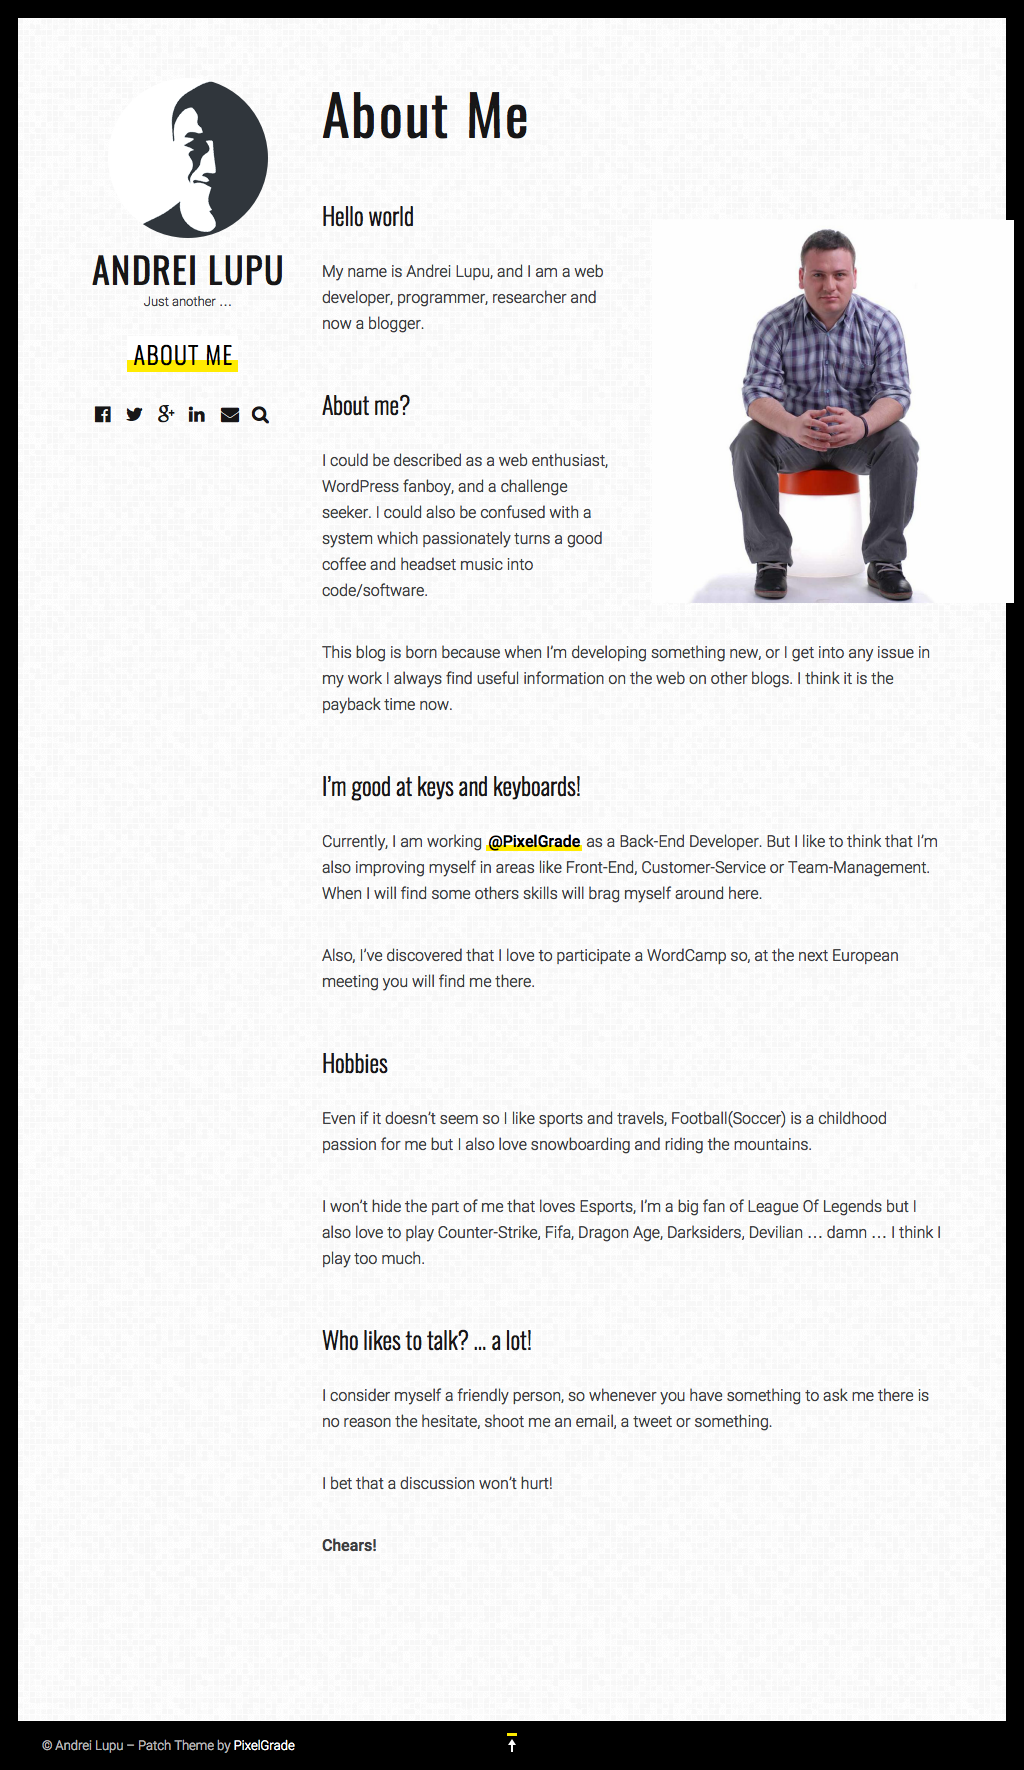 ANDREI LUPU
Just another …
ABOUT ME
About Me
Hello world
My name is Andrei Lupu, and I am a web
developer, programmer, researcher and
now a blogger.
About me?
I could be described as a web enthusiast,
WordPress fanboy, and a challenge
seeker. I could also be confused with a
system which passionately turns a good
coffee and headset music into
code/software.
This blog is born because when I’m developing something new, or I get into any issue in
my work I always find useful information on the web on other blogs. I think it is the
payback time now.
I’m good at keys and keyboards!
Currently, I am working @PixelGrade as a Back-End Developer. But I like to think that I’m
also improving myself in areas like Front-End, Customer-Service or Team-Management.
When I will find some others skills will brag myself around here.
Also, I’ve discovered that I love to participate a WordCamp so, at the next European
meeting you will find me there.
Hobbies
Even if it doesn’t seem so I like sports and travels, Football(Soccer) is a childhood
passion for me but I also love snowboarding and riding the mountains.
I won’t hide the part of me that loves Esports, I’m a big fan of League Of Legends but I
also love to play Counter-Strike, Fifa, Dragon Age, Darksiders, Devilian … damn … I think I
play too much.
Who likes to talk? … a lot!
I consider myself a friendly person, so whenever you have something to ask me there is
no reason the hesitate, shoot me an email, a tweet or something.
I bet that a discussion won’t hurt!
Chears!
© Andrei Lupu – Patch Theme by PixelGrade